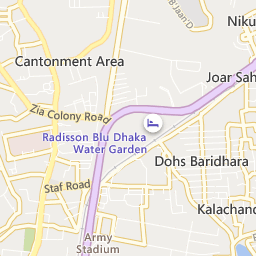 B'Jaan D
Niku
Cantonment Area
Joar Sah
Zia Colony Road
Radisson Blu Dhaka
Water Garden
Dohs Baridhara
Staf Road
Kalachand
Army
Stadium